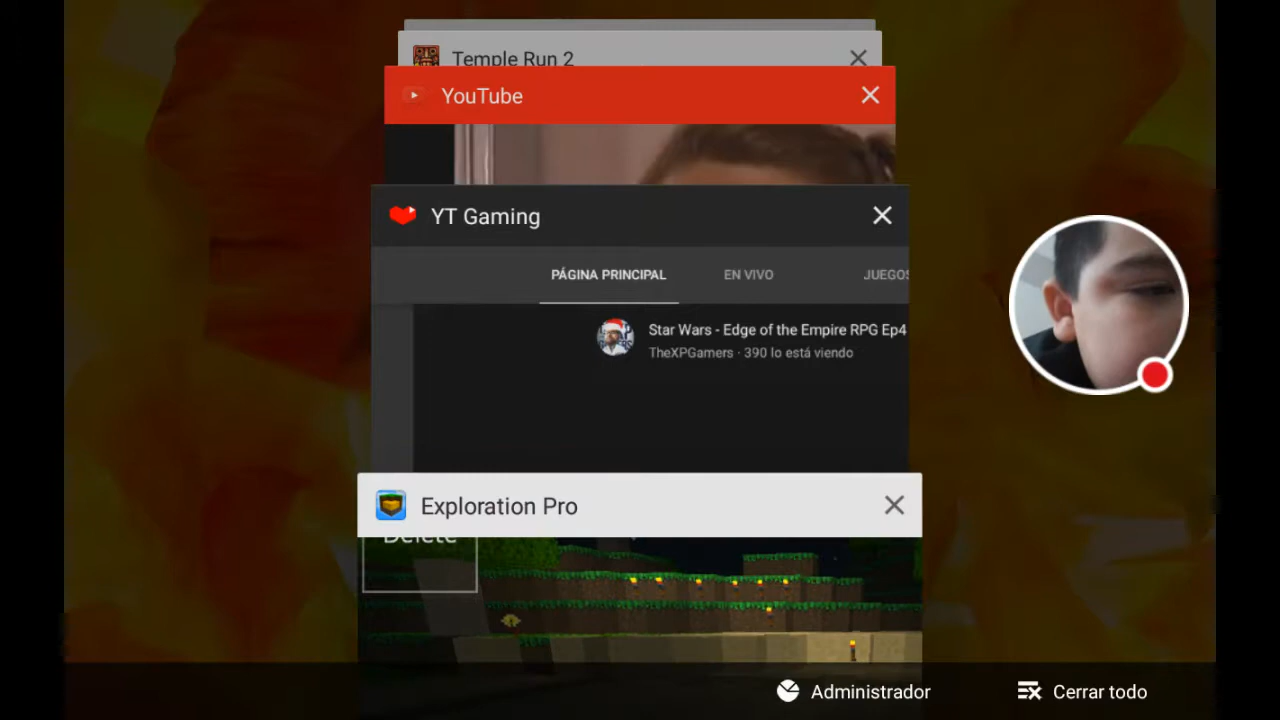 Temple Run 2
YouTube
YT Gaming
PÁGINA PRINCIPAL EN VIVO JUEGOS
Star Wars - Edge of the Empire RPG Ep4
TheXPGamers · 390 lo está viendo
Exploration Pro
Delete
Administrador Cerrar todo